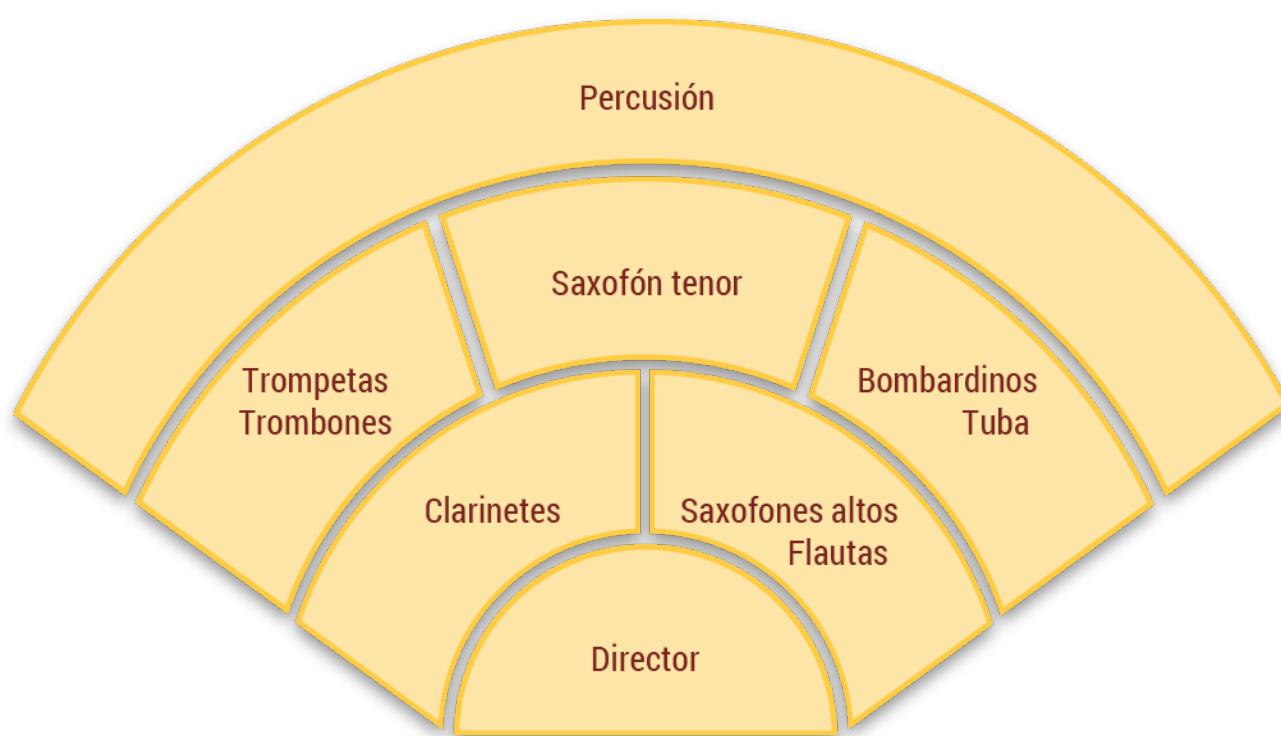 Percusión
Saxofón tenor
Trompetas
Trombones
Bombardinos
Tuba
Clarinetes
Saxofones altos
Flautas
Director